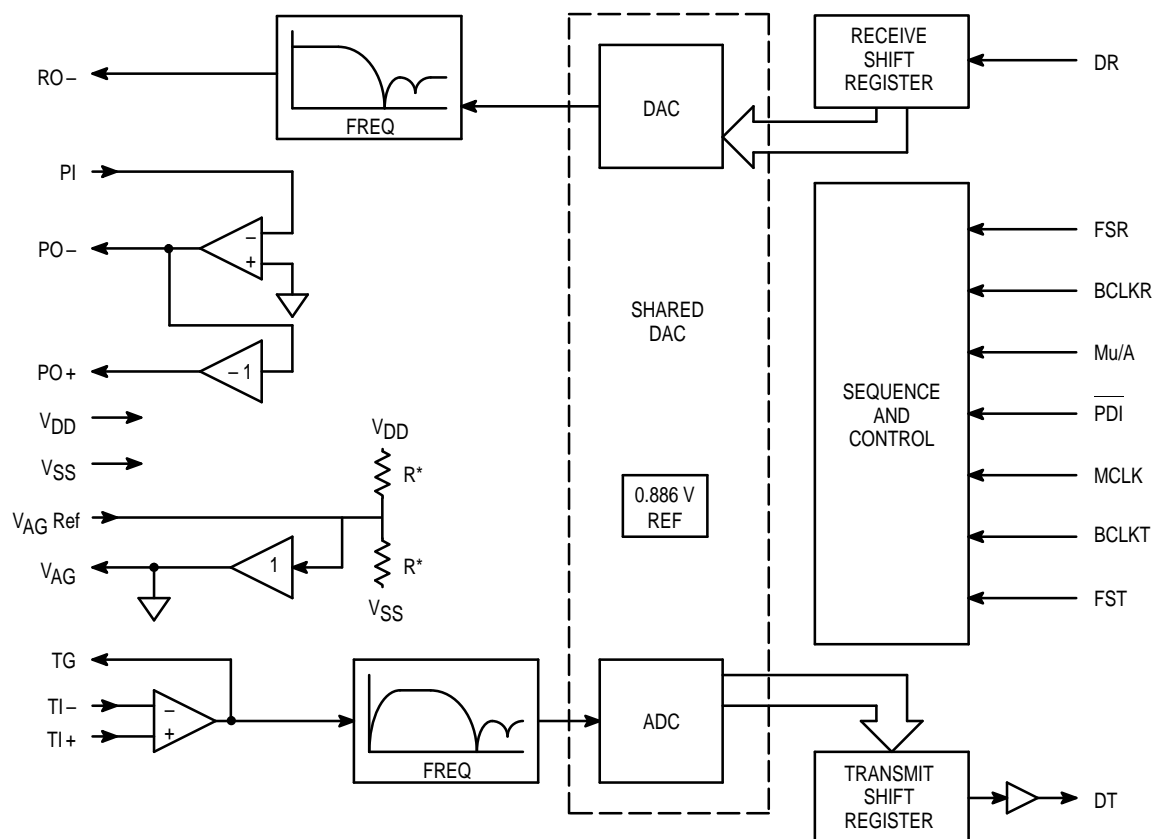 RO–
FREQ
DAC
RECEIVE
SHIFT
REGISTER
DR
PI
PO–
–
+
PO+
– 1
SHARED
DAC
SEQUENCE
AND
CONTROL
FSR
BCLKR
Mu/A
PDI
MCLK
BCLKT
FST
VDD
VSS
VAG Ref
VAG
1
VDD
R*
R*
VSS
0.886 V
REF
TG
TI–
TI+
–
+
FREQ
ADC
TRANSMIT
SHIFT
REGISTER
DT